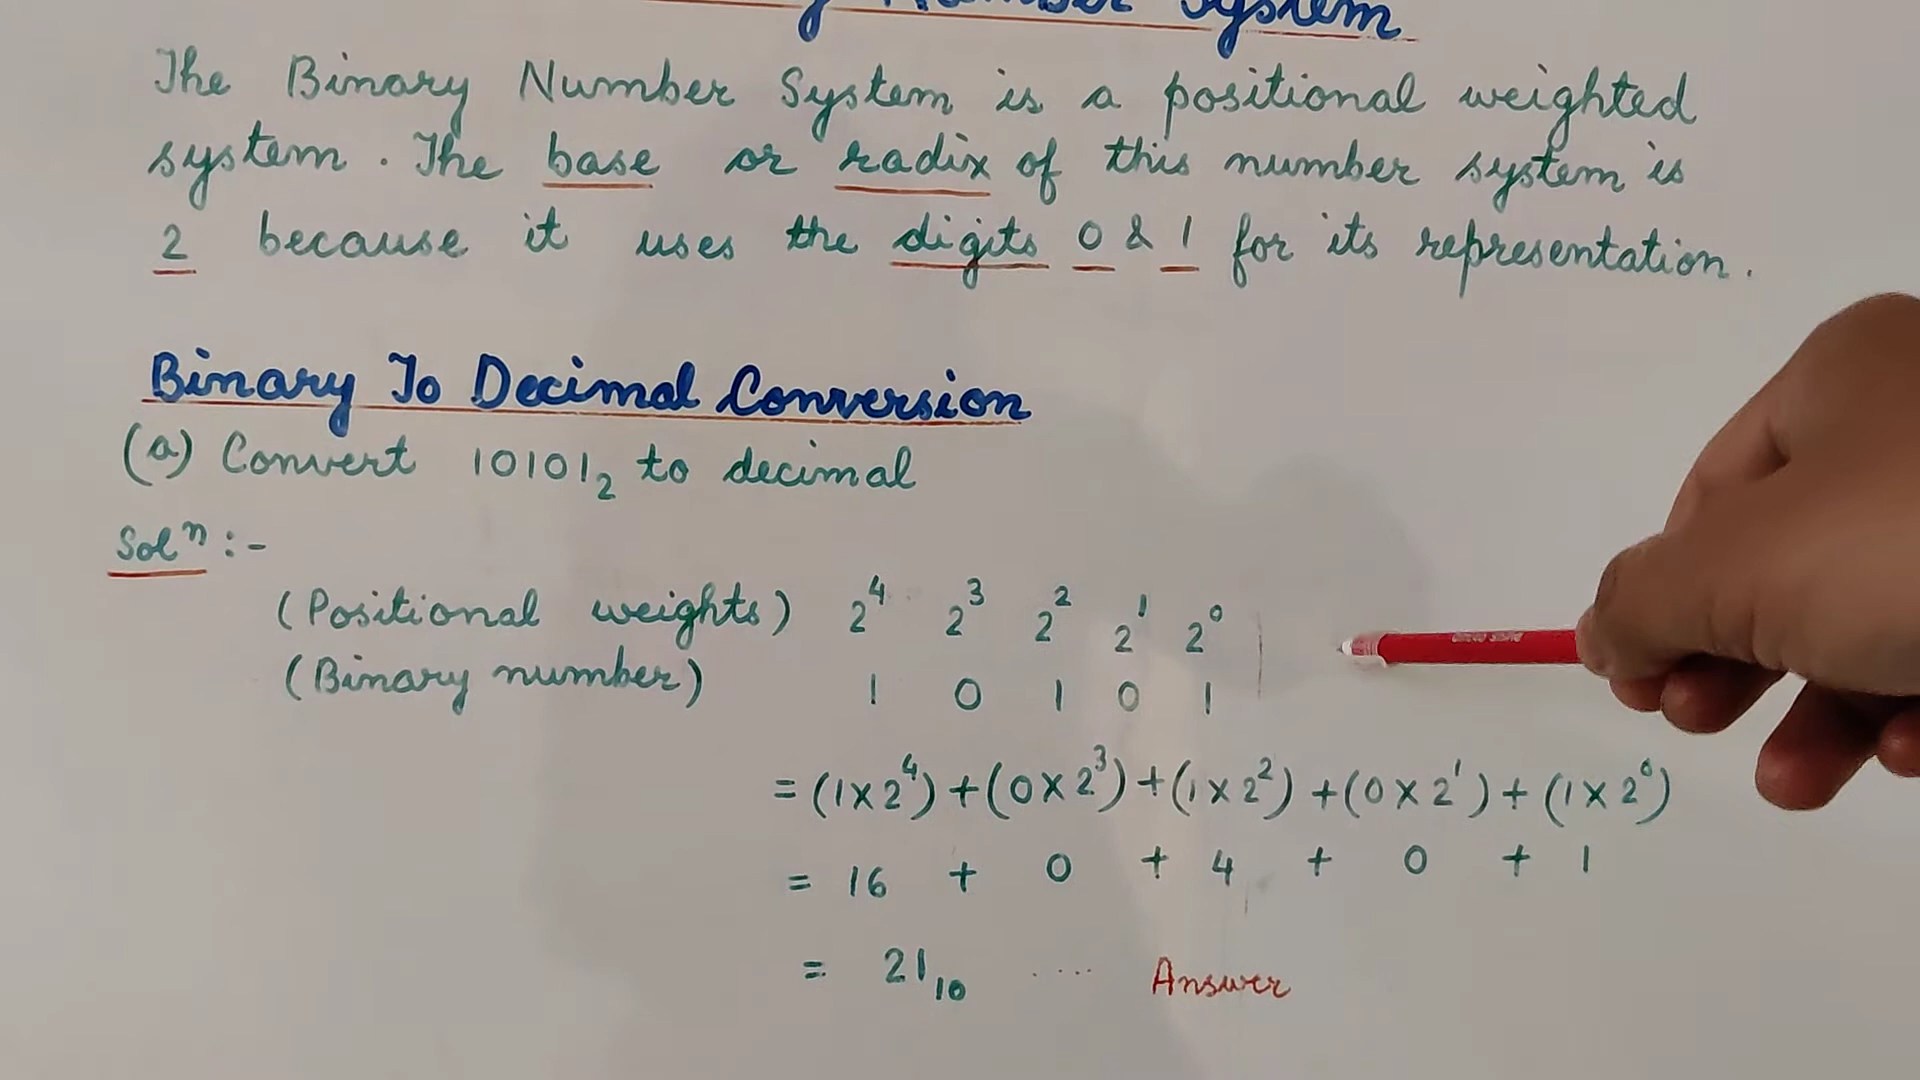 Number System
The Binary Number System is a positional weighted
system. The base or radix of this number system is
2 because it uses the digits 0 & 1 for its representation.
Binary To Decimal Conversion
(a) Convert 10101₂ to decimal
Solⁿ :-
(Positional weights) 2⁴ 2³ 2² 2¹ 2⁰
(Binary number) 1 0 1 0 1
= (1 × 2⁴) + (0 × 2³) + (1 × 2²) + (0 × 2¹) + (1 × 2⁰)
= 16 + 0 + 4 + 0 + 1
= 21₁₀ ..... Answer